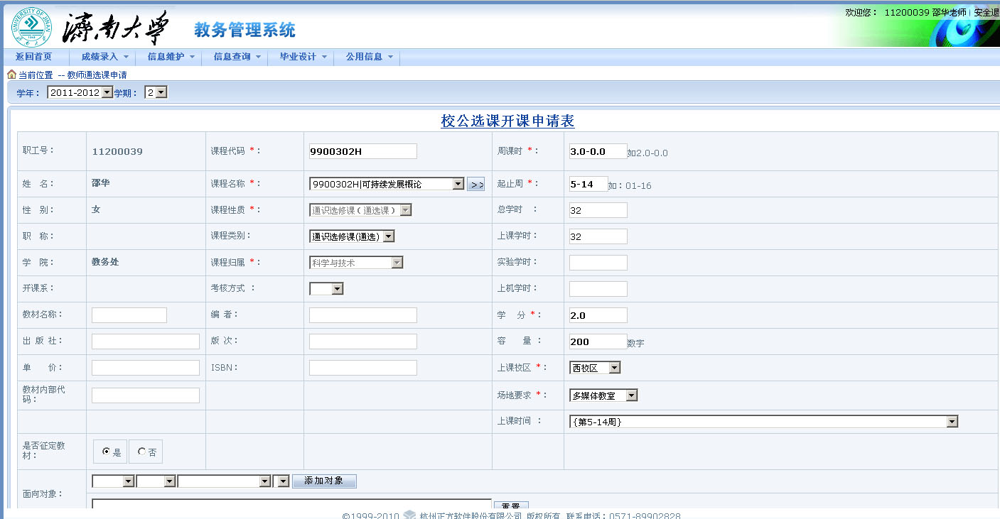 UNIVERSITY OF JINAN
濟南大學
教务管理系统
欢迎您： 11200039 邵华老师 | 安全退
返回首页 成绩录入 信息维护 信息查询 毕业设计 公用信息
当前位置 -- 教师通选课申请
学年： 2011-2012 学期： 2
校公选课开课申请表
职工号： 11200039 课程代码 *： 9900302H 周课时 *： 3.0-0.0 如2.0-0.0
姓 名： 邵华 课程名称 *： 9900302H|可持续发展概论 >> 起止周 *： 5-14 如：01-16
性 别： 女 课程性质 *： 通识选修课（通选课） 总学时 ： 32
职 称： 课程类别： 通识选修课(通选) 上课学时： 32
学 院： 教务处 课程归属 *： 科学与技术 实验学时：
开课系： 考核方式 ： 上机学时：
教材名称： 编 者： 学 分 *： 2.0
出 版 社： 版 次： 容 量 ： 200 数字
单 价： ISBN： 上课校区 *： 西校区
教材内部代
码： 场地要求 *： 多媒体教室
上课时间 ： {第5-14周}
是否征定教
材： 是 否
面向对象： 添加对象
重置
©1999-2010 杭州正方软件股份有限公司 版权所有 联系电话：0571-89902828